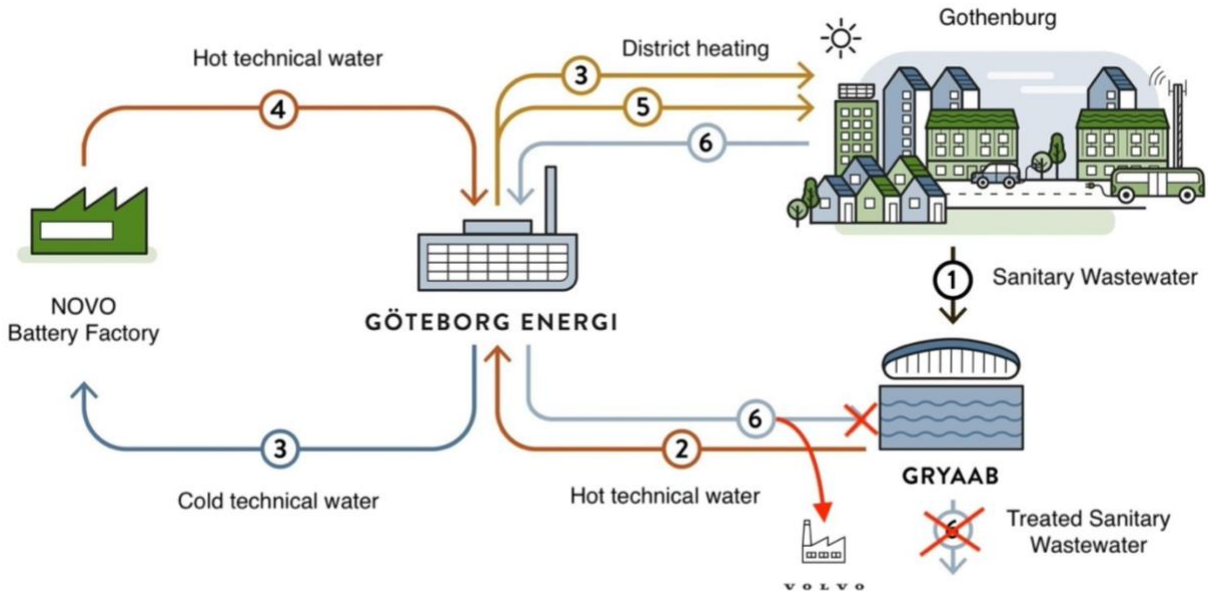 Gothenburg
Hot technical water
District heating
3
4
5
6
1
Sanitary Wastewater
NOVO
Battery Factory
GÖTEBORG ENERGI
6
3
2
GRYAAB
Cold technical water
Hot technical water
6
Treated Sanitary
Wastewater
VOLVO